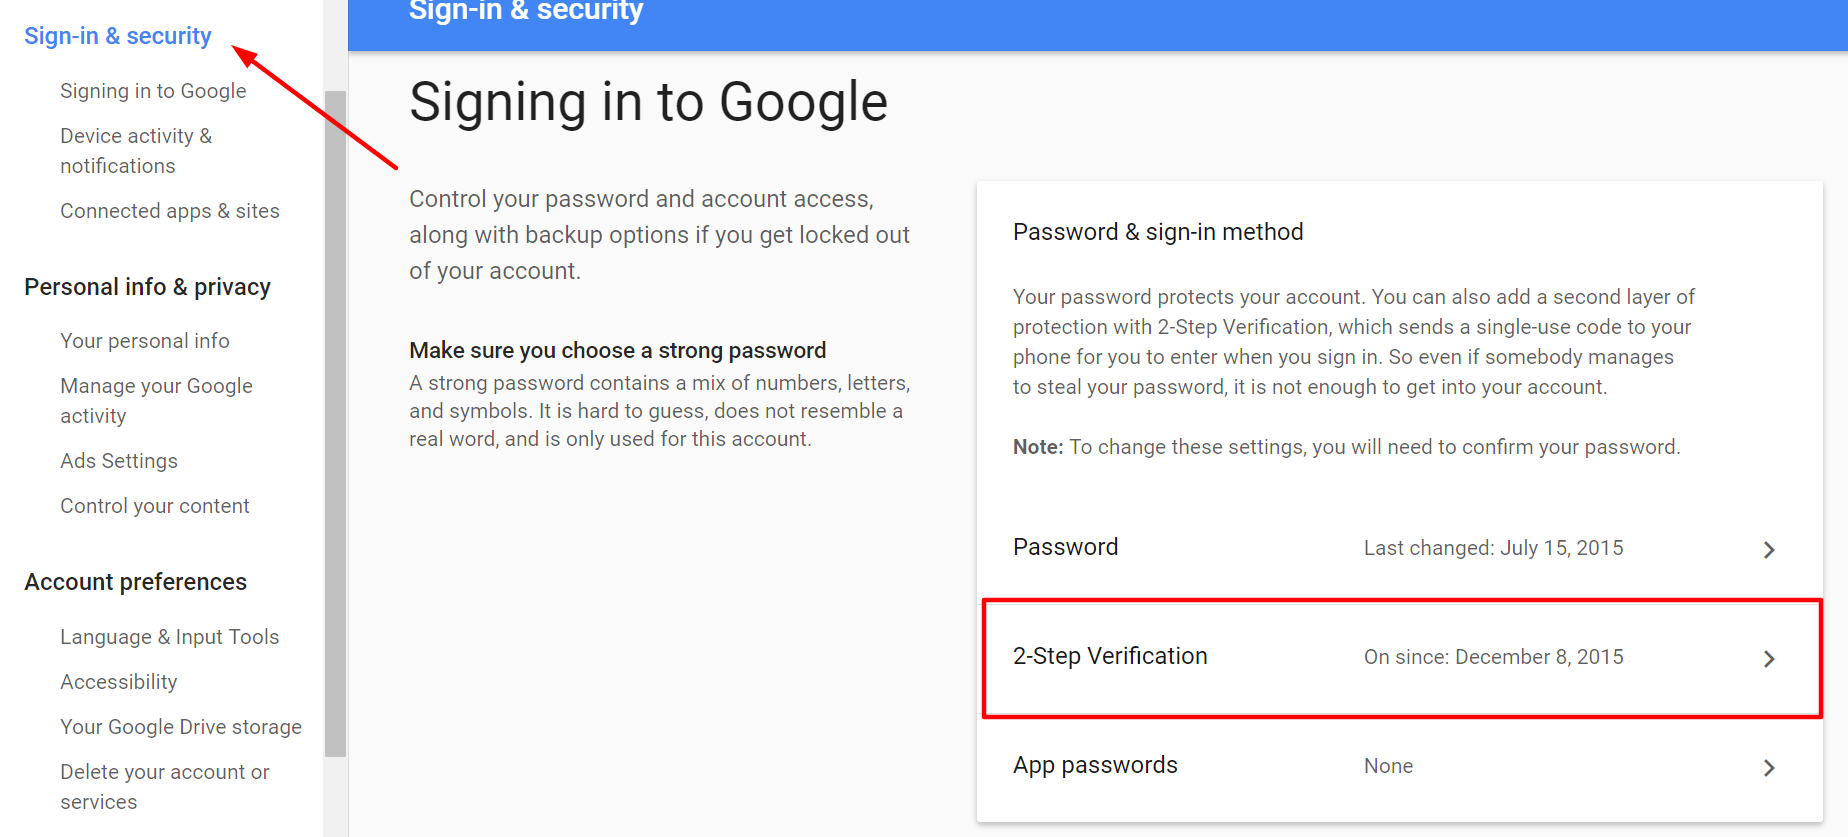 Sign-in & security
Signing in to Google
Device activity &
notifications
Connected apps & sites
Personal info & privacy
Your personal info
Manage your Google
activity
Ads Settings
Control your content
Account preferences
Language & Input Tools
Accessibility
Your Google Drive storage
Delete your account or
services
Sign-in & security
Signing in to Google
Control your password and account access,
along with backup options if you get locked out
of your account.
Make sure you choose a strong password
A strong password contains a mix of numbers, letters,
and symbols. It is hard to guess, does not resemble a
real word, and is only used for this account.
Password & sign-in method
Your password protects your account. You can also add a second layer of
protection with 2-Step Verification, which sends a single-use code to your
phone for you to enter when you sign in. So even if somebody manages
to steal your password, it is not enough to get into your account.
Note: To change these settings, you will need to confirm your password.
Password Last changed: July 15, 2015
2-Step Verification On since: December 8, 2015
App passwords None